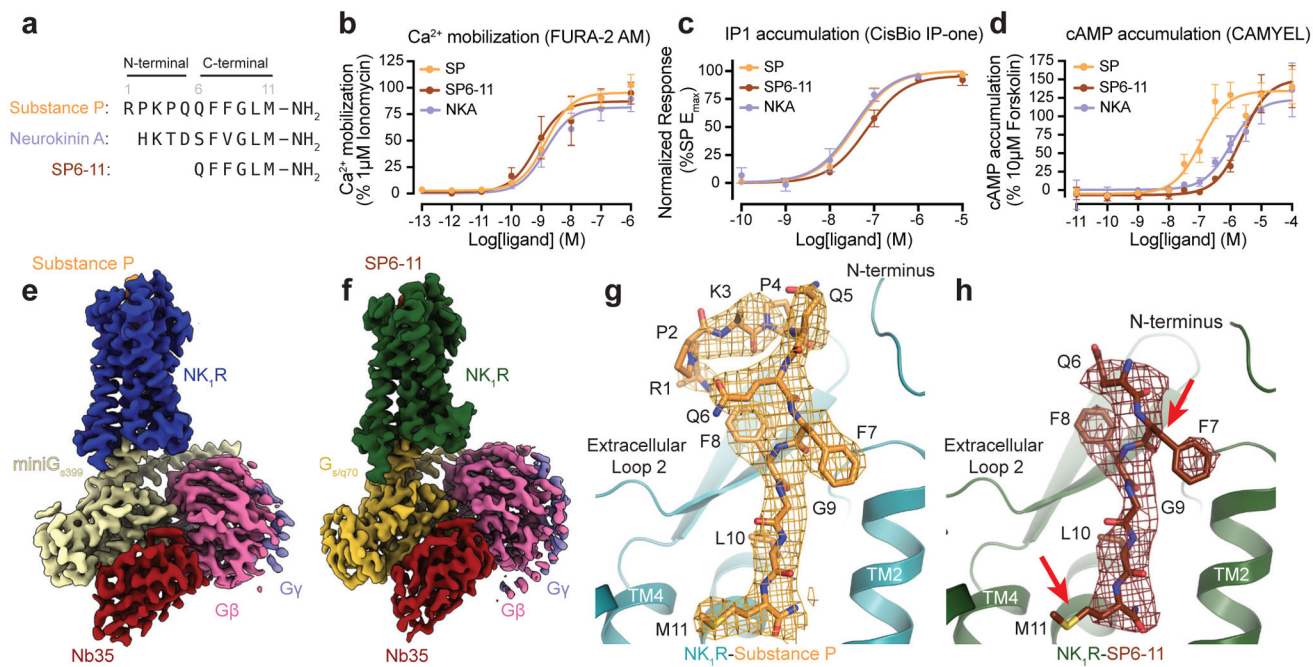 a
N-terminal C-terminal
1 6 11
Substance P: RPKPQQFFGLM–NH2
Neurokinin A: HKTDSFVGLM–NH2
SP6-11: QFFGLM–NH2
b
Ca²⁺ mobilization (FURA-2 AM)
Ca²⁺ mobilization
(% 1µM Ionomycin)
125
100
75
50
25
0
SP
SP6-11
NKA
-13 -12 -11 -10 -9 -8 -7 -6
Log[ligand] (M)
c
IP1 accumulation (CisBio IP-one)
Normalized Response
(%SP Emax)
100
75
50
25
0
SP
SP6-11
NKA
-10 -9 -8 -7 -6 -5
Log[ligand] (M)
d
cAMP accumulation (CAMYEL)
cAMP accumulation
(% 10µM Forskolin)
150
125
100
75
50
25
0
SP
SP6-11
NKA
-11 -10 -9 -8 -7 -6 -5 -4
Log[ligand] (M)
e
Substance P
NK1R
miniGs399
Gβ
Gγ
Nb35
f
SP6-11
NK1R
Gs/q70
Gβ
Gγ
Nb35
g
N-terminus
K3
P4
Q5
P2
R1
Q6
F8
F7
Extracellular
Loop 2
G9
L10
TM2
TM4
M11
NK1R-Substance P
h
N-terminus
Q6
F8
F7
Extracellular
Loop 2
G9
L10
TM2
TM4
M11
NK1R-SP6-11